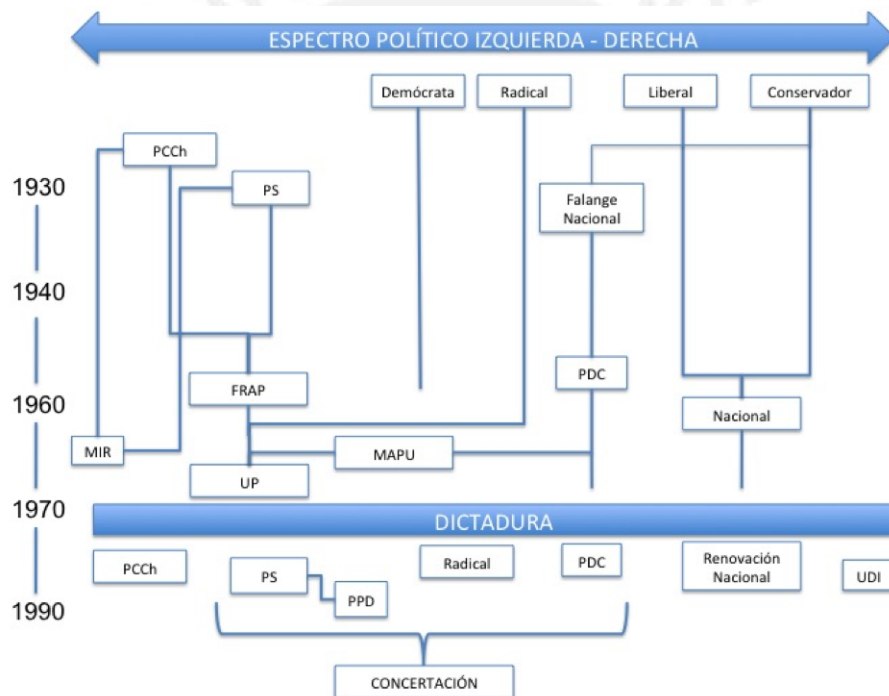 ESPECTRO POLÍTICO IZQUIERDA - DERECHA
Demócrata
Radical
Liberal
Conservador
PCCh
1930
PS
Falange
Nacional
1940
FRAP
PDC
1960
Nacional
MIR
MAPU
UP
1970
DICTADURA
PCCh
PS
PPD
Radical
PDC
Renovación
Nacional
UDI
1990
CONCERTACIÓN